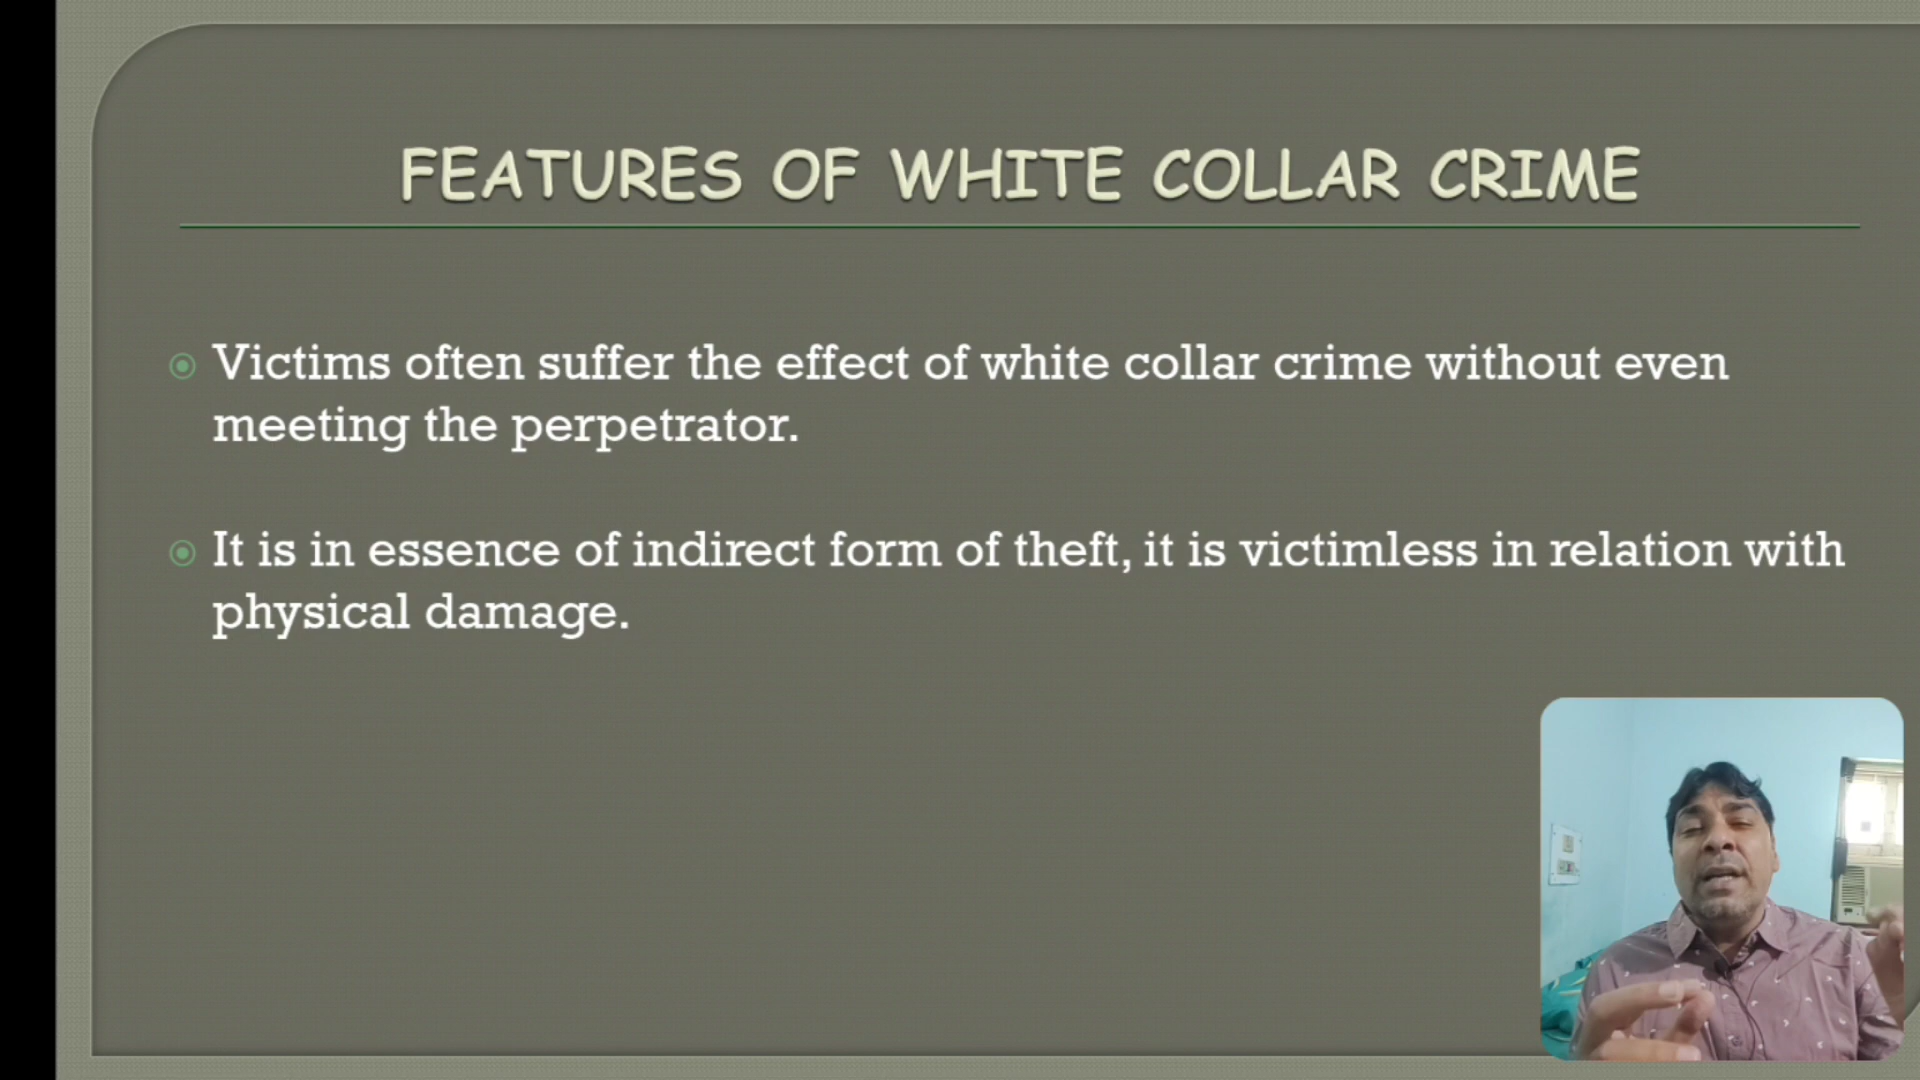 FEATURES OF WHITE COLLAR CRIME
Victims often suffer the effect of white collar crime without even
meeting the perpetrator.
It is in essence of indirect form of theft, it is victimless in relation with
physical damage.